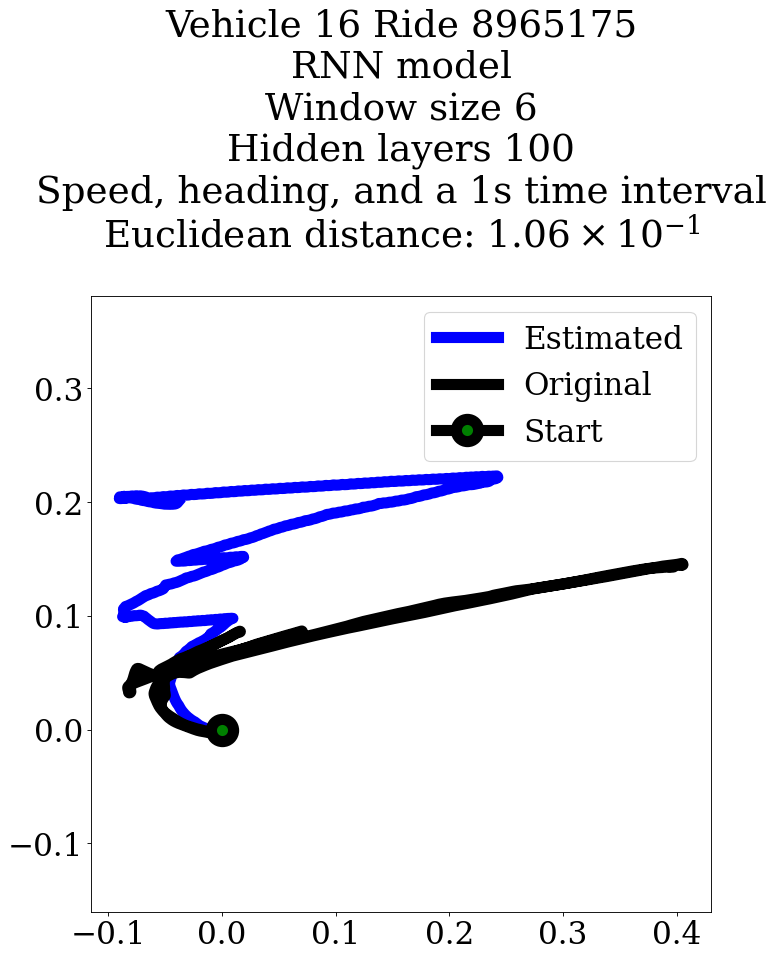 Vehicle 16 Ride 8965175
RNN model
Window size 6
Hidden layers 100
Speed, heading, and a 1s time interval
Euclidean distance: 1.06 × 10⁻¹
Estimated
Original
Start
0.3
0.2
0.1
0.0
−0.1
−0.1 0.0 0.1 0.2 0.3 0.4